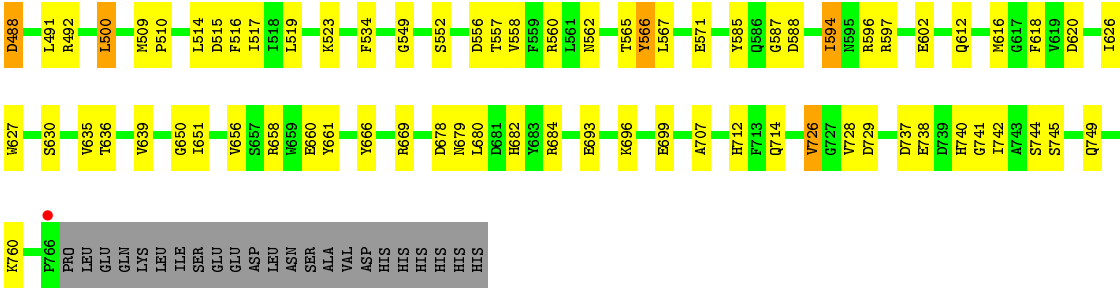 D488 L491 R492 L500 M509 P510 L514 D515 F516 I517 I518 L519 K523 F534 G549 S552 D556 T557 V558 F559 R560 L561 N562 T565 Y566 L567 E571 Y585 Q586 G587 D588 I594 N595 R596 R597 E602 Q612 M616 G617 F618 V619 D620 I626
W627 S630 V635 T636 V639 G650 I651 V656 S657 R658 W659 E660 Y661 Y666 R669 D678 N679 L680 D681 H682 Y683 R684 E693 K696 E699 A707 H712 F713 Q714 V726 G727 V728 D729 D737 E738 D739 H740 G741 I742 A743 S744 S745 Q749
K760 P766 PRO LEU GLU GLN LYS LEU ILE SER GLU GLU ASP LEU ASN SER ALA VAL ASP HIS HIS HIS HIS HIS HIS